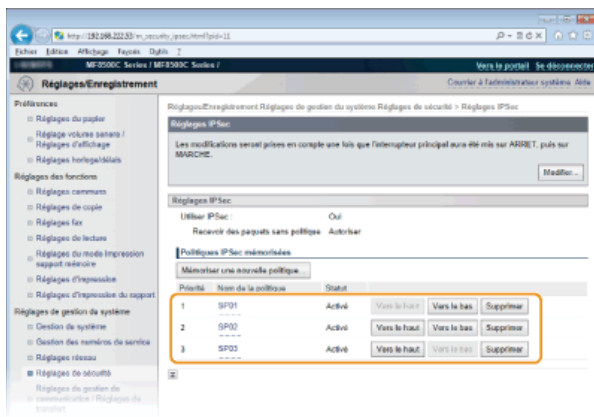 http://192.168.222.53/m_security_ipsec.html?pid=11
Fichier Edition Affichage Favoris Outils ?
MF8500C Series / MF8500C Series /
Vers le portail Se déconnecter
Réglages/Enregistrement
Courrier à l'administrateur système Aide
Préférences
Réglages du papier
Réglage volume sonore /
Réglages d'affichage
Réglages horloge/délais
Réglages des fonctions
Réglages communs
Réglages de copie
Réglages fax
Réglages de lecture
Réglages du mode Impression
support mémoire
Réglages d'impression
Réglages d'impression du rapport
Réglages de gestion du système
Gestion du système
Gestion des numéros de service
Réglages réseau
Réglages de sécurité
Réglages de gestion de
communication / Réglages de
transfert
Réglages/Enregistrement:Réglages de gestion du système:Réglages de sécurité > Réglages IPSec
Réglages IPSec
Les modifications seront prises en compte une fois que l'interrupteur principal aura été mis sur ARRET, puis sur
MARCHE.
Modifier...
Réglages IPSec
Utiliser IPSec : Oui
Recevoir des paquets sans politique Autoriser
Politiques IPSec mémorisées
Mémoriser une nouvelle politique...
Priorité Nom de la politique Statut
1 SP01 Activé Vers le haut Vers le bas Supprimer
2 SP02 Activé Vers le haut Vers le bas Supprimer
3 SP03 Activé Vers le haut Vers le bas Supprimer